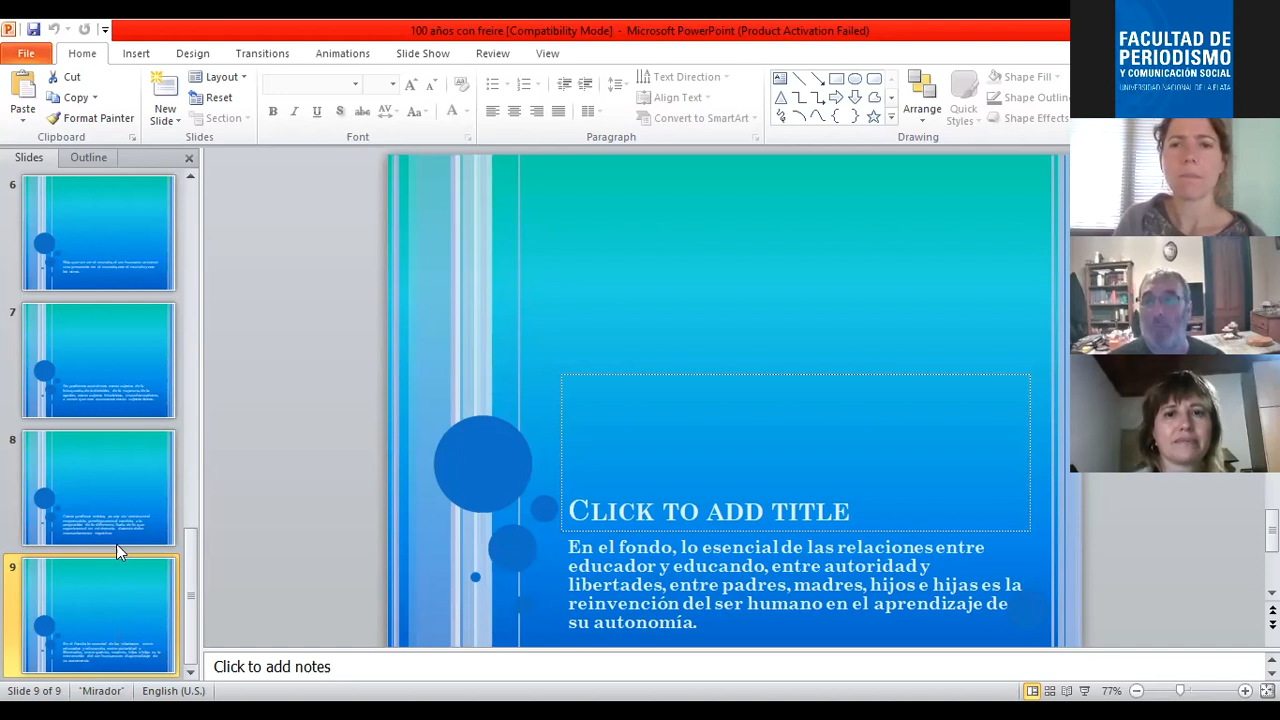 100 años con freire [Compatibility Mode] - Microsoft PowerPoint (Product Activation Failed)
File Home Insert Design Transitions Animations Slide Show Review View
Paste
Cut
Copy
Format Painter
Clipboard
New
Slide
Layout
Reset
Section
Slides
Font
Paragraph
Text Direction
Align Text
Convert to SmartArt
Arrange
Quick
Styles
Shape Fill
Shape Outline
Shape Effects
Drawing
Slides Outline
6
7
8
9
CLICK TO ADD TITLE
En el fondo, lo esencial de las relaciones entre
educador y educando, entre autoridad y
libertades, entre padres, madres, hijos e hijas es la
reinvención del ser humano en el aprendizaje de
su autonomía.
Click to add notes
Slide 9 of 9 "Mirador" English (U.S.) 77%
FACULTAD DE
PERIODISMO
Y COMUNICACIÓN SOCIAL
UNIVERSIDAD NACIONAL DE LA PLATA